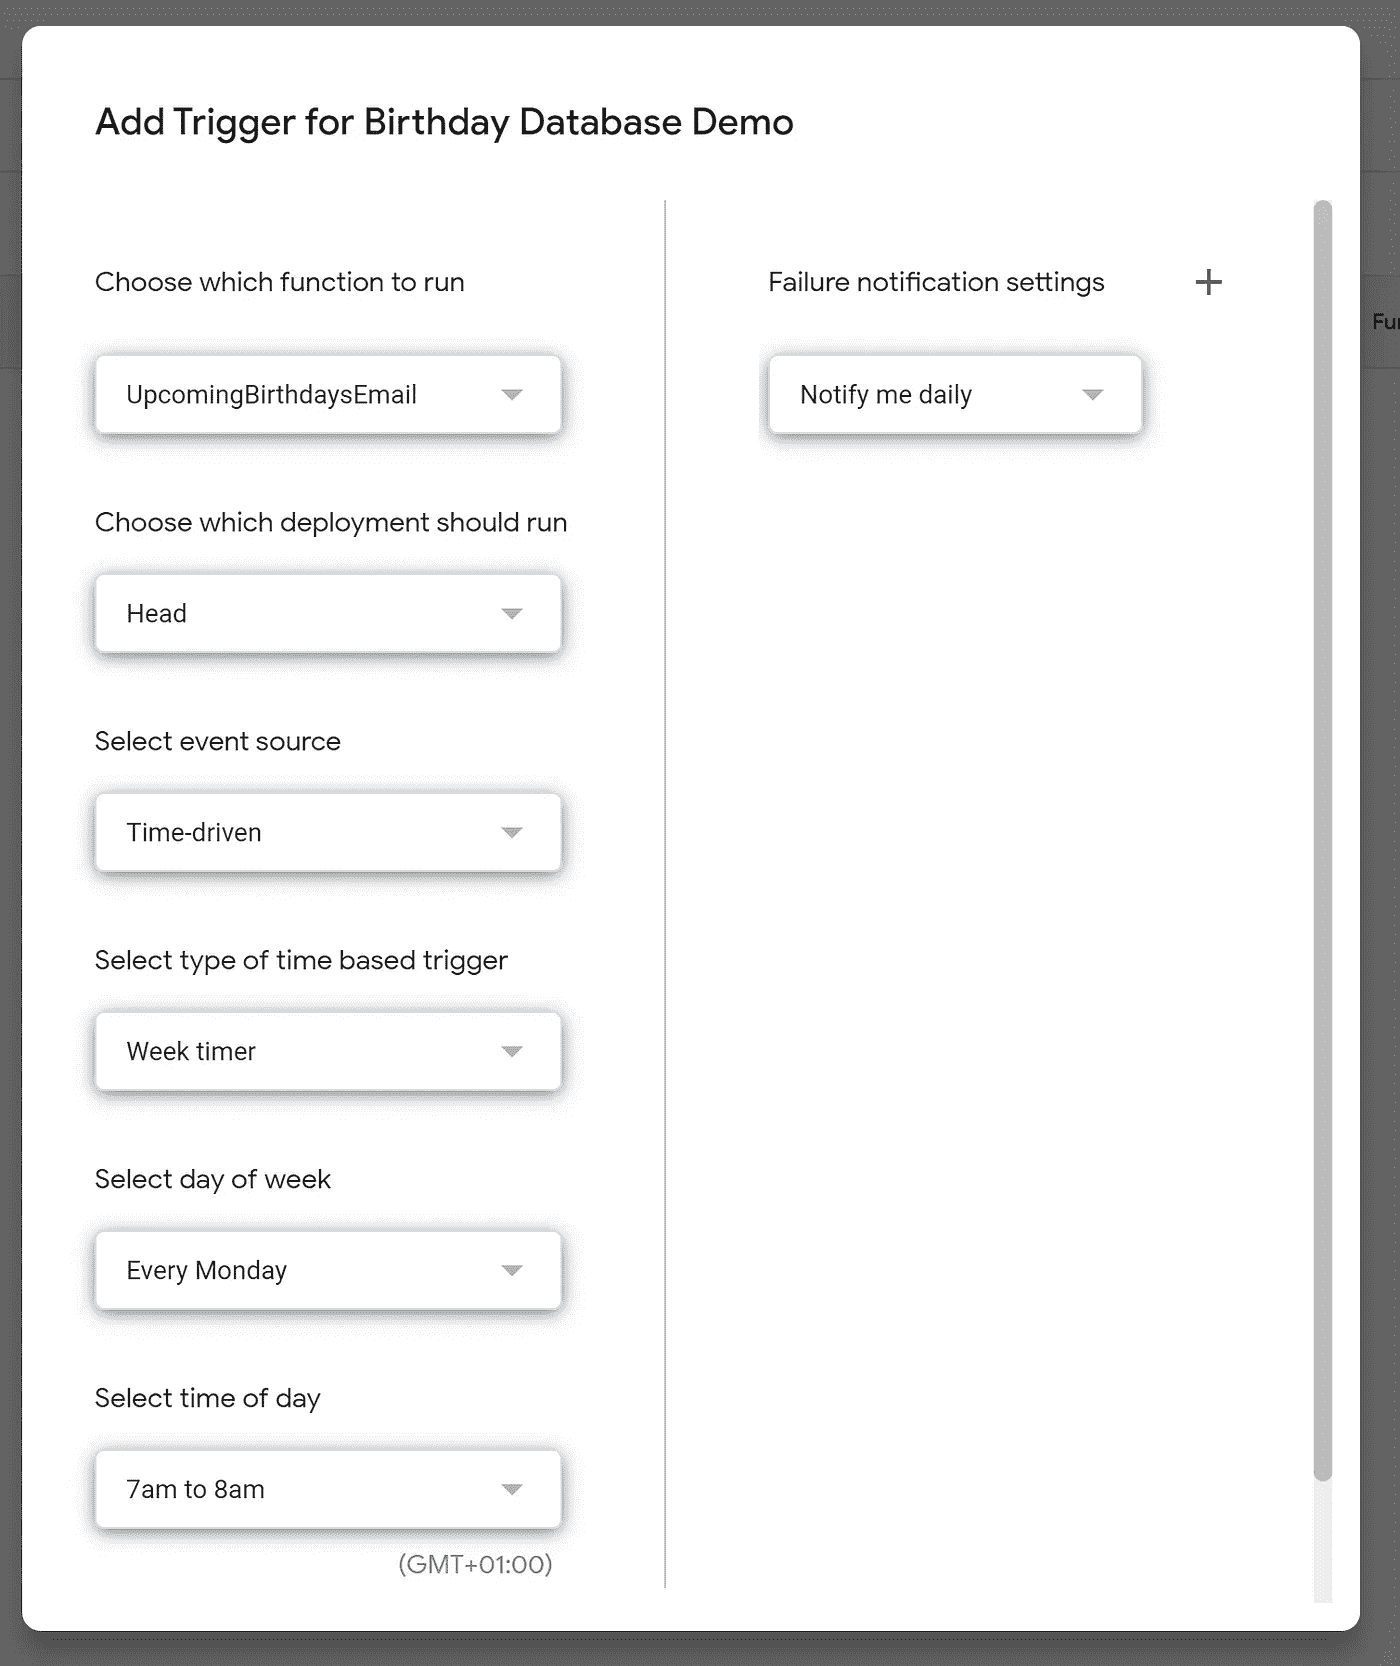 Add Trigger for Birthday Database Demo
Choose which function to run
UpcomingBirthdaysEmail
Choose which deployment should run
Head
Select event source
Time-driven
Select type of time based trigger
Week timer
Select day of week
Every Monday
Select time of day
7am to 8am
(GMT+01:00)
Failure notification settings
Notify me daily